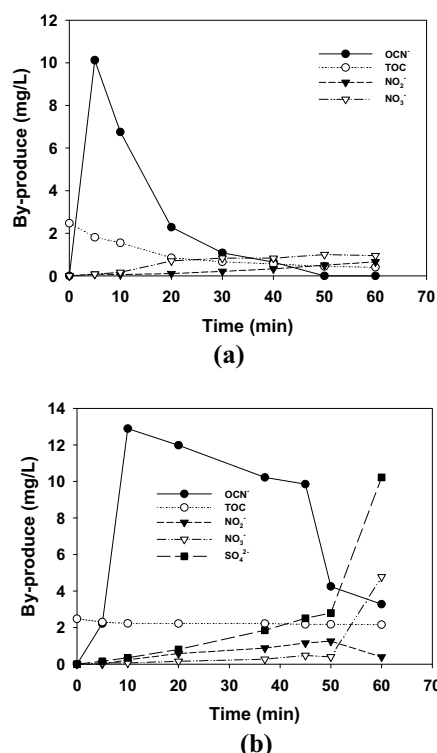 By-produce (mg/L)
12
10
8
6
4
2
0
OCN⁻
TOC
NO₂⁻
NO₃⁻
0 10 20 30 40 50 60 70
Time (min)
(a)
By-produce (mg/L)
14
12
10
8
6
4
2
0
OCN⁻
TOC
NO₂⁻
NO₃⁻
SO₄²⁻
0 10 20 30 40 50 60 70
Time (min)
(b)